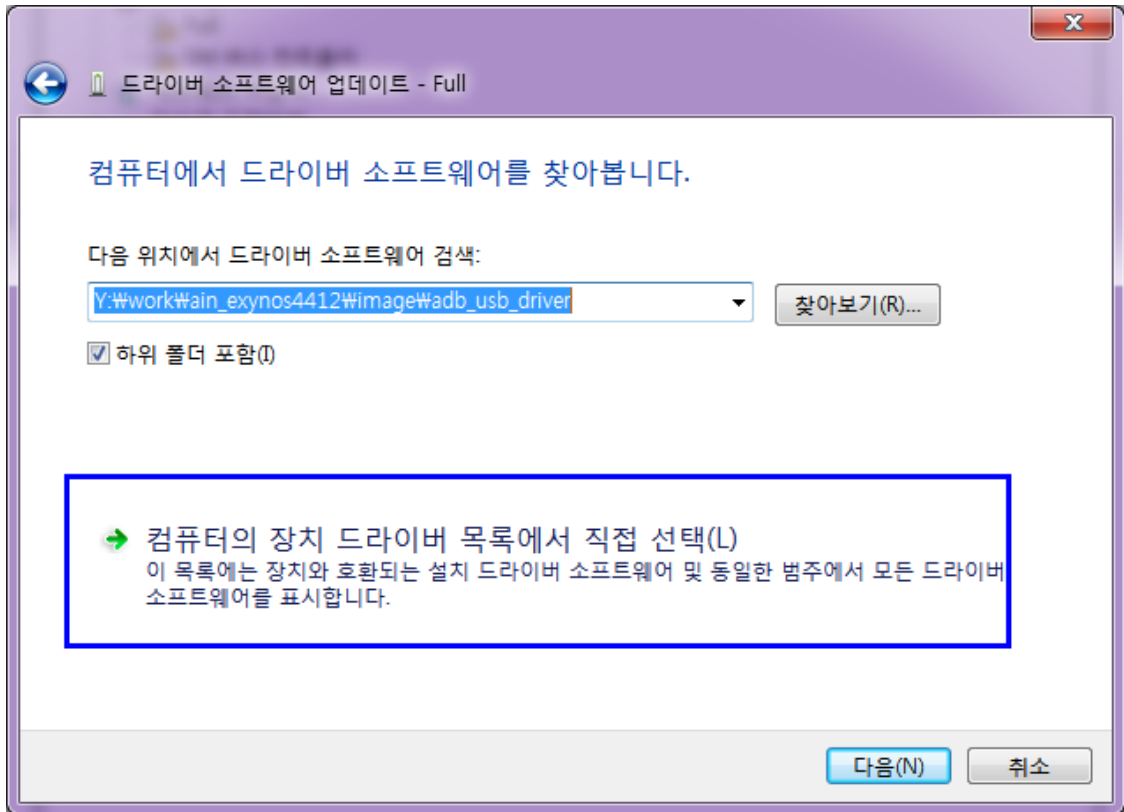 드라이버 소프트웨어 업데이트 - Full
컴퓨터에서 드라이버 소프트웨어를 찾아봅니다.
다음 위치에서 드라이버 소프트웨어 검색:
Y:₩work₩ain_exynos4412₩image₩adb_usb_driver
찾아보기(R)...
하위 폴더 포함(I)
컴퓨터의 장치 드라이버 목록에서 직접 선택(L)
이 목록에는 장치와 호환되는 설치 드라이버 소프트웨어 및 동일한 범주에서 모든 드라이버
소프트웨어를 표시합니다.
다음(N)
취소